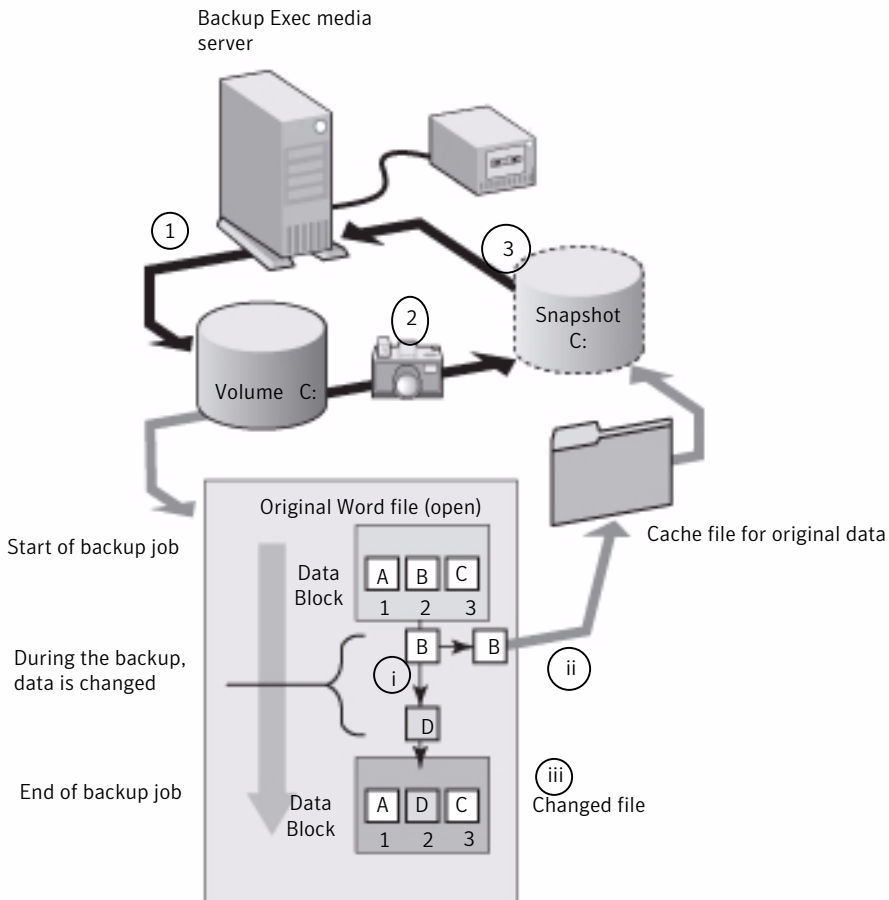 Backup Exec media
server
1
2
3
Snapshot
C:
Volume C:
Original Word file (open)
Cache file for original data
Start of backup job
Data
Block
A B C
1 2 3
During the backup,
data is changed
B B
i
ii
D
End of backup job
iii
Changed file
Data
Block
A D C
1 2 3